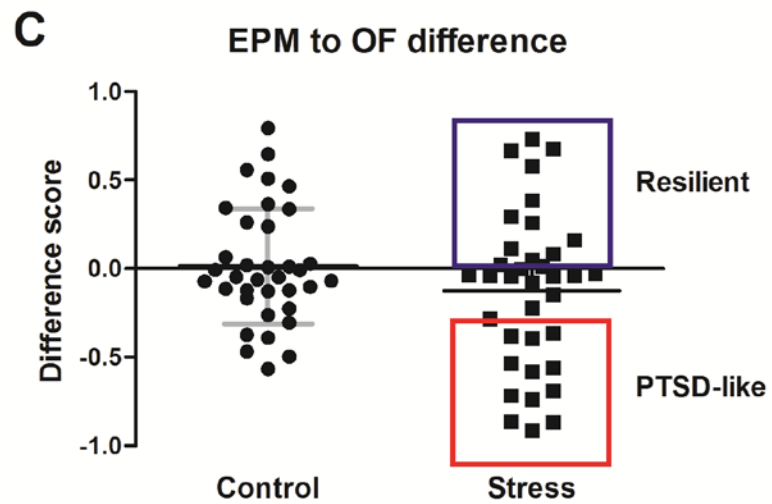 C
EPM to OF difference
Difference score
1.0
0.5
0.0
-0.5
-1.0
Resilient
PTSD-like
Control
Stress